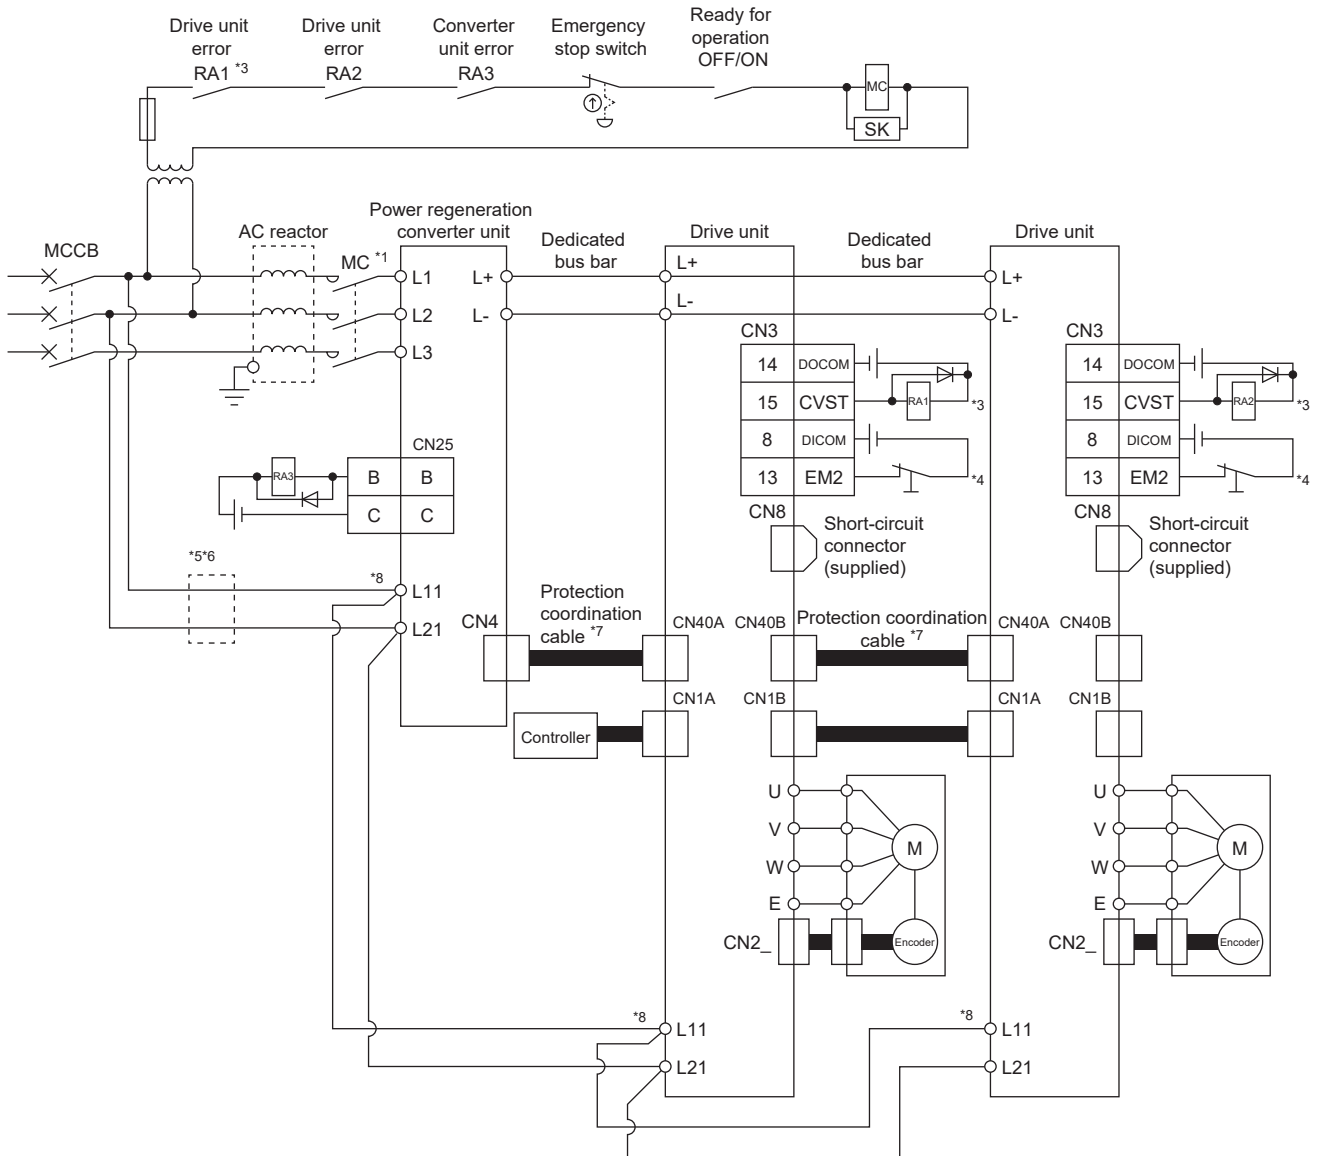 Drive unit
error
RA1 *3
Drive unit
error
RA2
Converter
unit error
RA3
Emergency
stop switch
Ready for
operation
OFF/ON
MC
SK
MCCB
AC reactor
MC *1
Power regeneration
converter unit
L1
L2
L3
L+
L-
Dedicated
bus bar
Drive unit
L+
L-
Dedicated
bus bar
Drive unit
L+
L-
CN3
14 DOCOM
15 CVST
8 DICOM
13 EM2
RA1
*3
*4
CN3
14 DOCOM
15 CVST
8 DICOM
13 EM2
RA2
*3
*4
CN25
B B
C C
RA3
CN8
Short-circuit
connector
(supplied)
CN8
Short-circuit
connector
(supplied)
*5*6
*8
L11
L21
CN4
Protection
coordination
cable *7
CN40A
CN40B
Protection coordination
cable *7
CN40A
CN40B
Controller
CN1A
CN1B
CN1A
CN1B
U
V
W
E
M
CN2_
Encoder
U
V
W
E
M
CN2_
Encoder
*8
L11
L21
*8
L11
L21